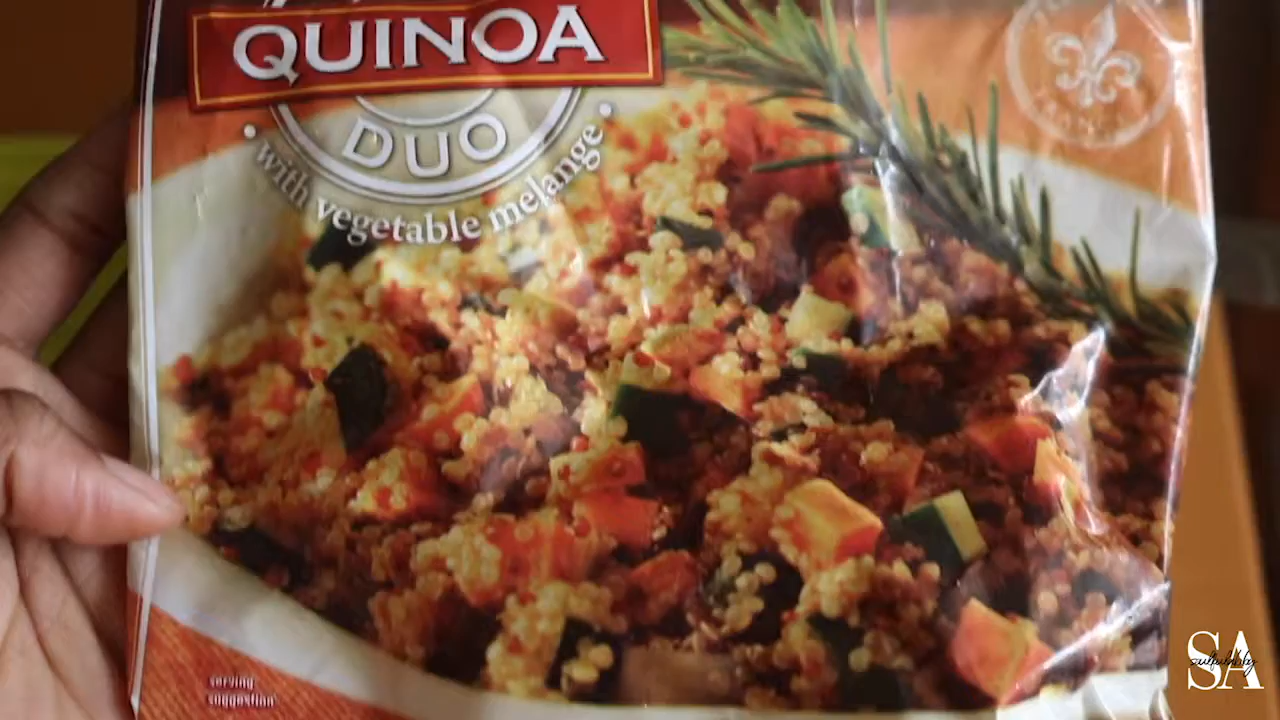 QUINOA
DUO
with vegetable melange
serving
suggestion
SA